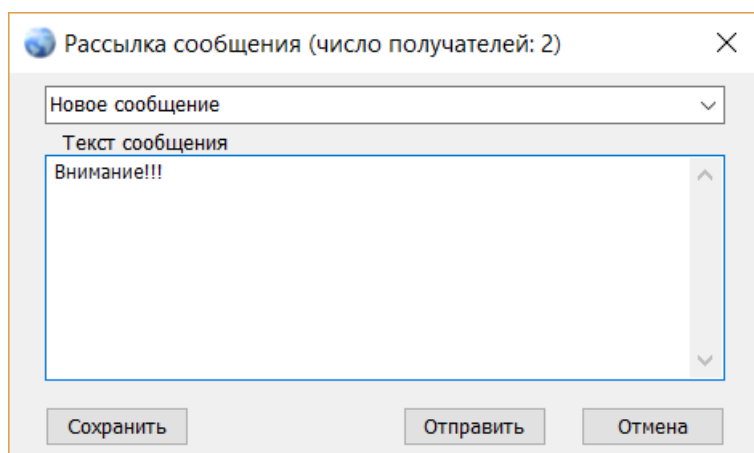 Рассылка сообщения (число получателей: 2)
Новое сообщение
Текст сообщения
Внимание!!!
Сохранить Отправить Отмена